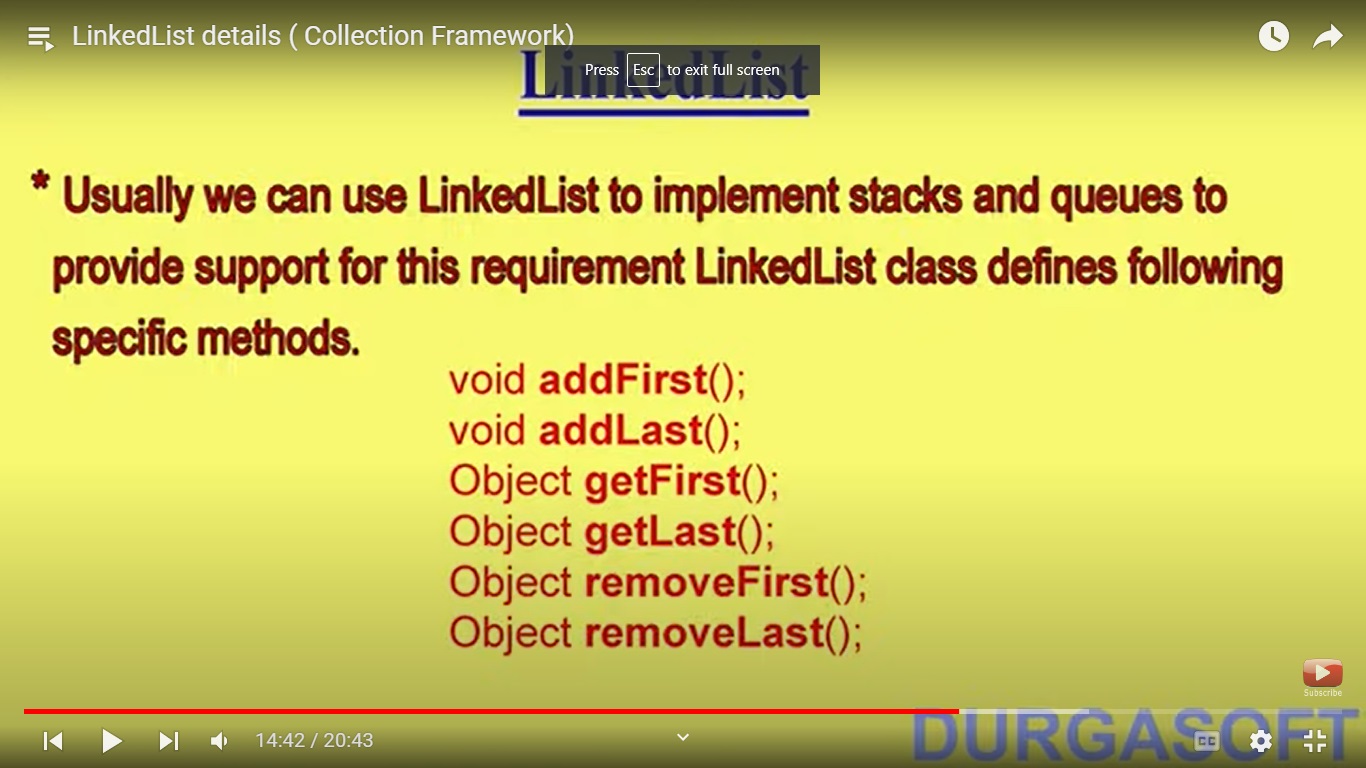 LinkedList details ( Collection Framework)
Press Esc to exit full screen
LinkedList
* Usually we can use LinkedList to implement stacks and queues to
provide support for this requirement LinkedList class defines following
specific methods.
void addFirst();
void addLast();
Object getFirst();
Object getLast();
Object removeFirst();
Object removeLast();
Subscribe
14:42 / 20:43
DURGASOFT
CC